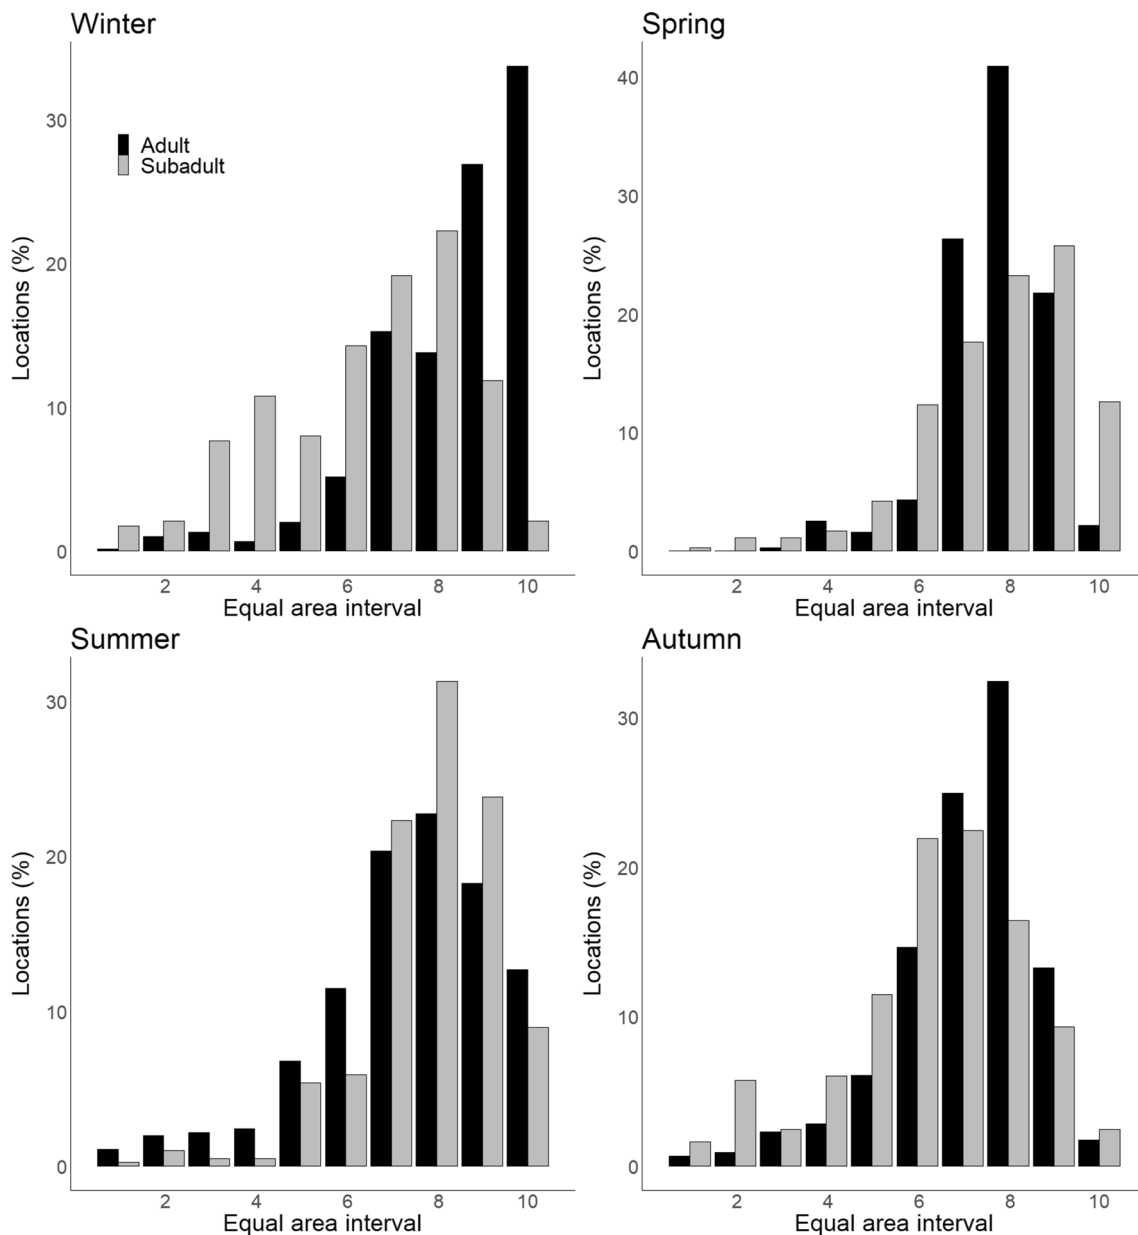 Winter
Locations (%)
30
20
10
0
Adult
Subadult
2 4 6 8 10
Equal area interval
Spring
Locations (%)
40
30
20
10
0
2 4 6 8 10
Equal area interval
Summer
Locations (%)
30
20
10
0
2 4 6 8 10
Equal area interval
Autumn
Locations (%)
30
20
10
0
2 4 6 8 10
Equal area interval